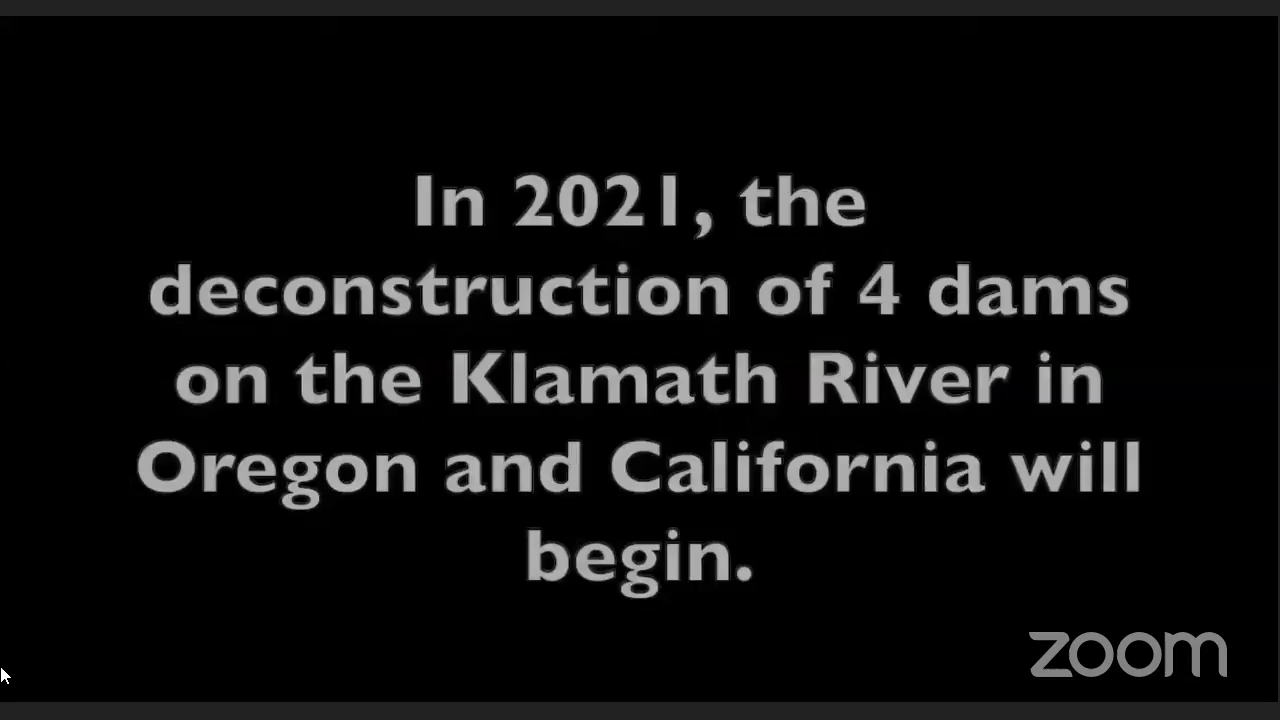 In 2021, the
deconstruction of 4 dams
on the Klamath River in
Oregon and California will
begin.
zoom